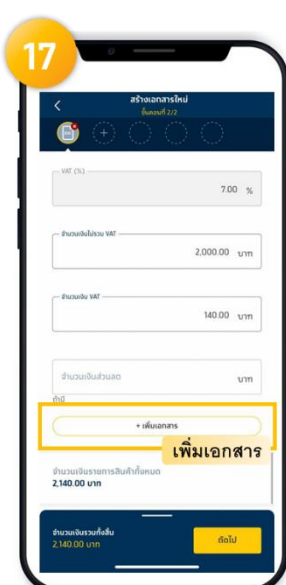 17
สร้างเอกสารใหม่
ขั้นตอนที่ 2/2
VAT (%)
7.00 %
จำนวนเงินไม่รวม VAT
2,000.00 บาท
จำนวนเงิน VAT
140.00 บาท
จำนวนเงินส่วนลด บาท
ถ้ามี
+ เพิ่มเอกสาร
เพิ่มเอกสาร
จำนวนเงินรายการสินค้าทั้งหมด
2,140.00 บาท
จำนวนเงินรวมทั้งสิ้น
2,140.00 บาท
ถัดไป